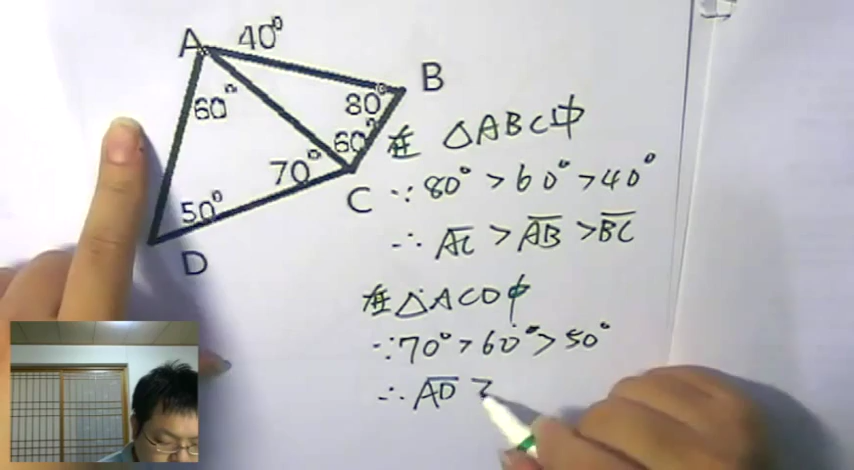 A 40°
B
60°
80°
60°
70°
C
50°
D
在 △ABC中
∵ 80° > 60° > 40°
∴ AC > AB > BC
在△ACD中
∵ 70° > 60° > 50°
∴ AD >